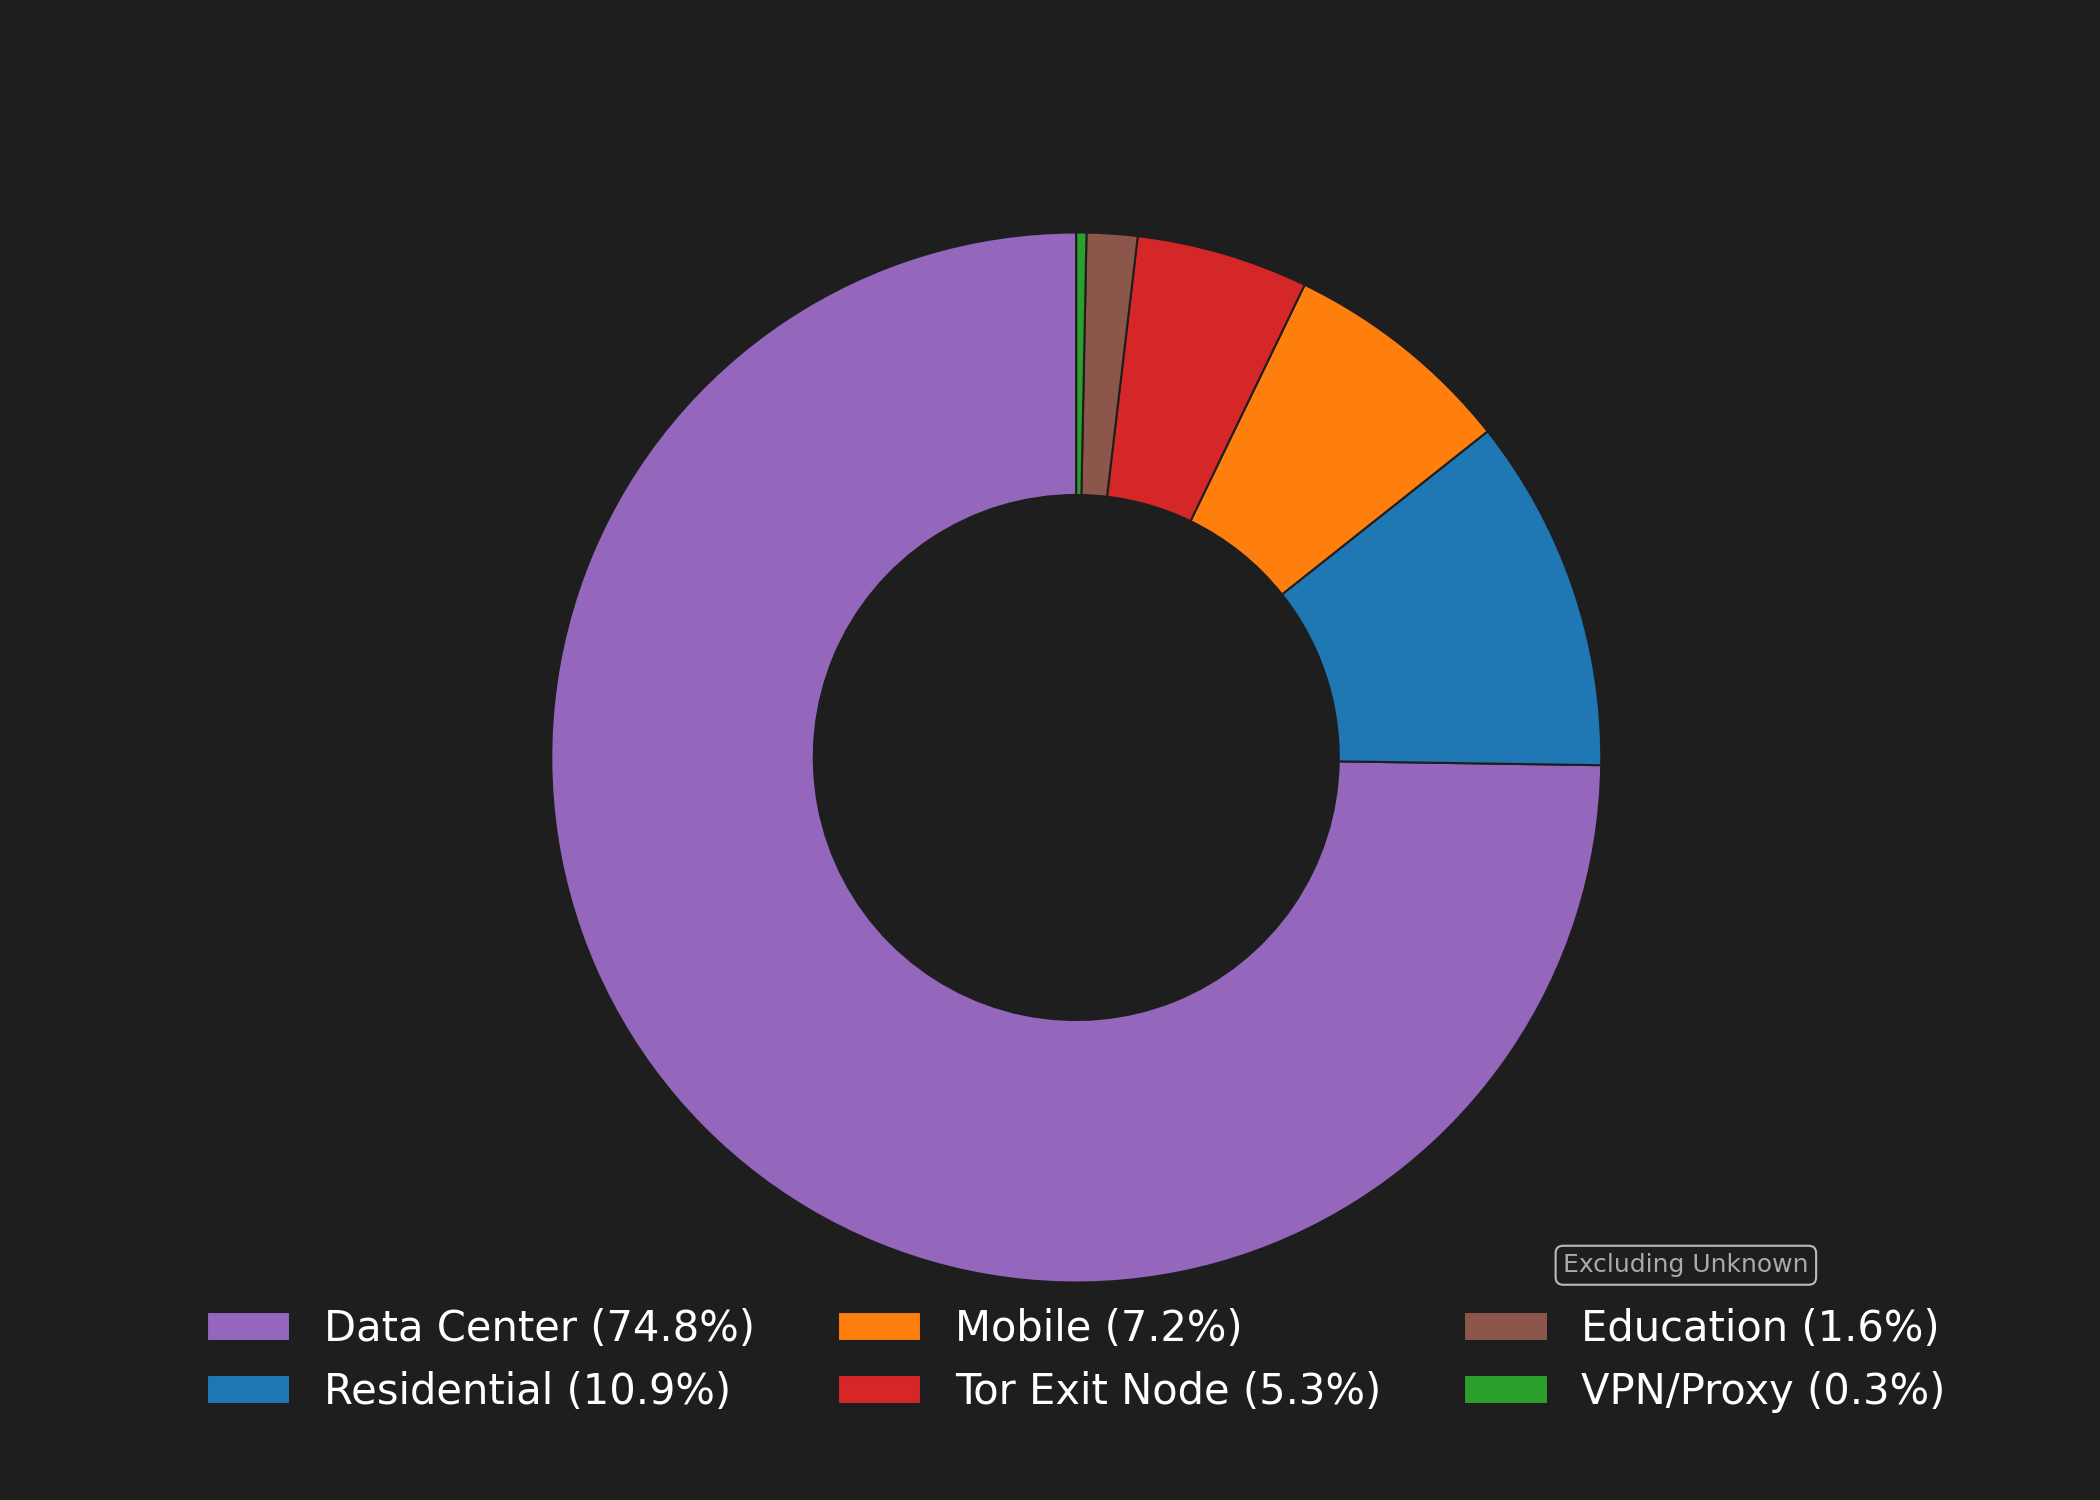 Excluding Unknown
Data Center (74.8%)
Residential (10.9%)
Mobile (7.2%)
Tor Exit Node (5.3%)
Education (1.6%)
VPN/Proxy (0.3%)